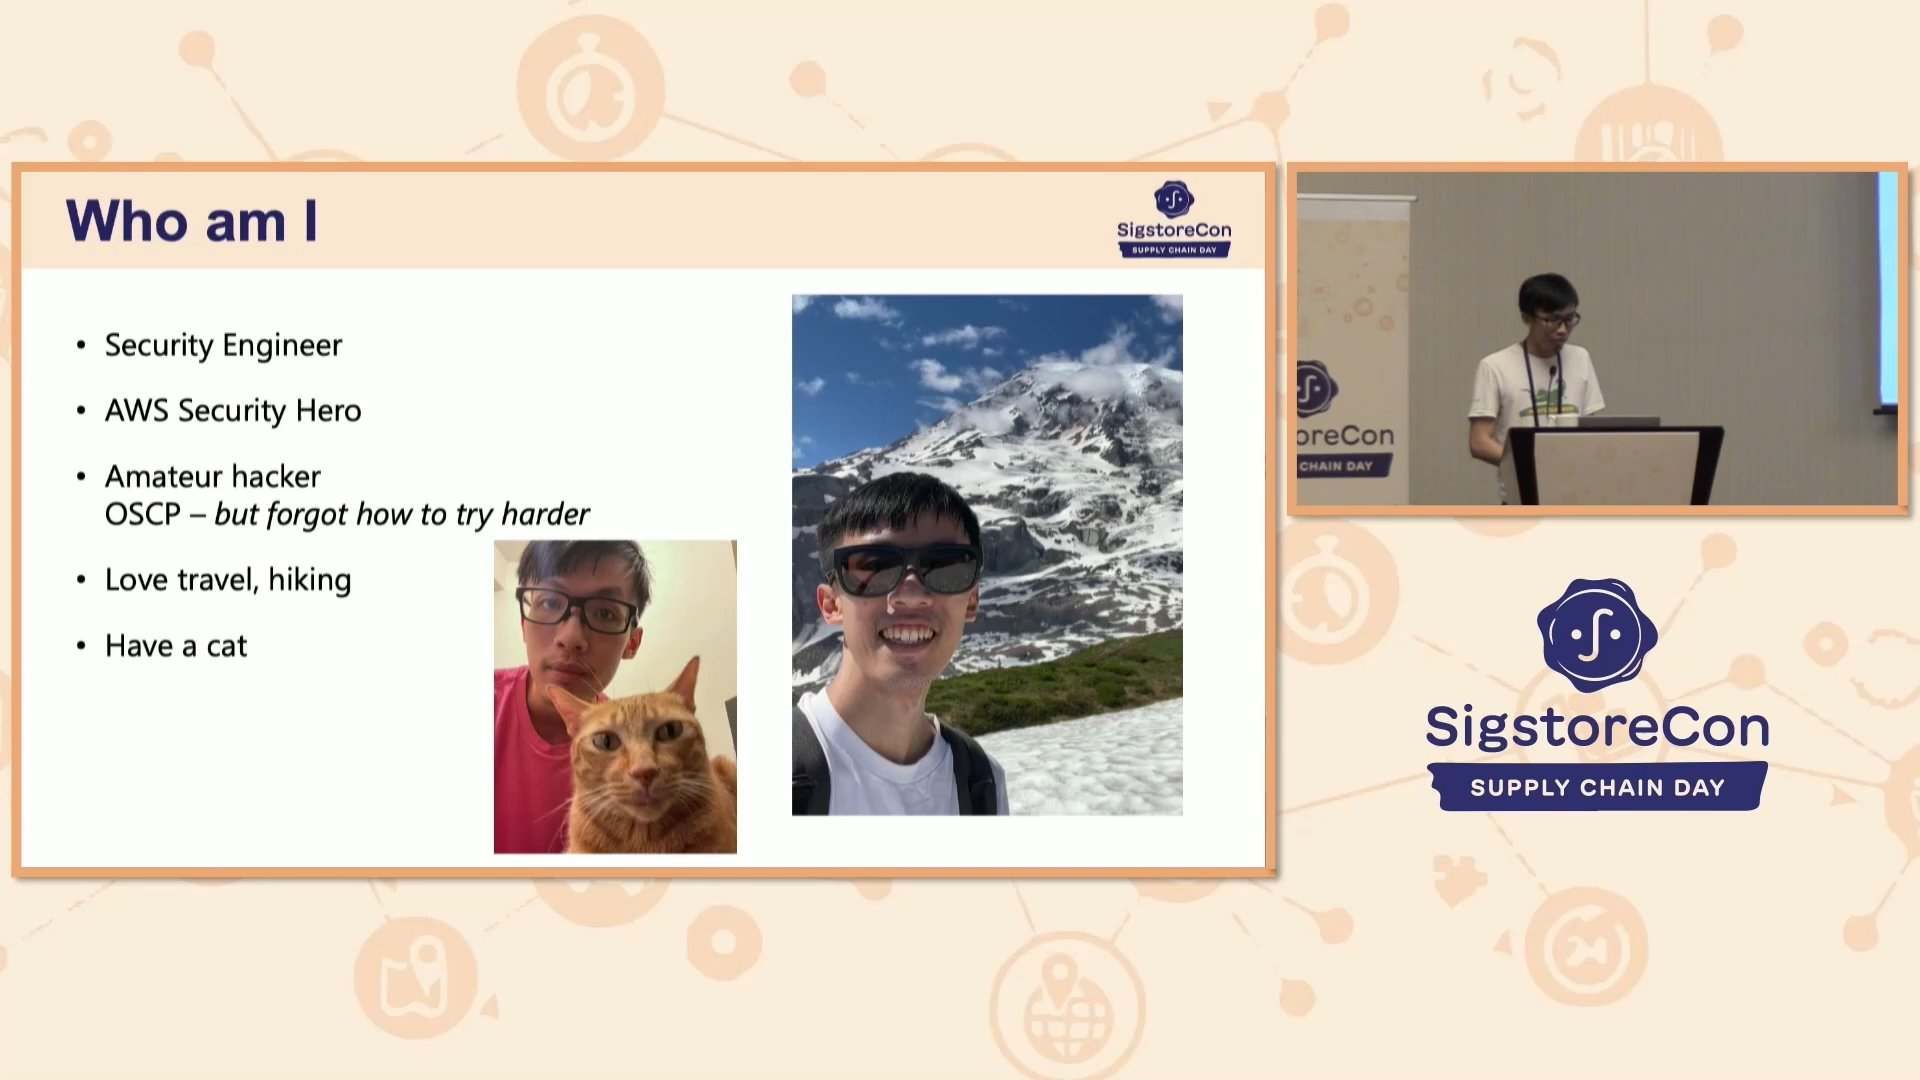 Who am I
SigstoreCon
SUPPLY CHAIN DAY
• Security Engineer
• AWS Security Hero
• Amateur hacker
OSCP – but forgot how to try harder
• Love travel, hiking
• Have a cat
oreCon
CHAIN DAY
SigstoreCon
SUPPLY CHAIN DAY